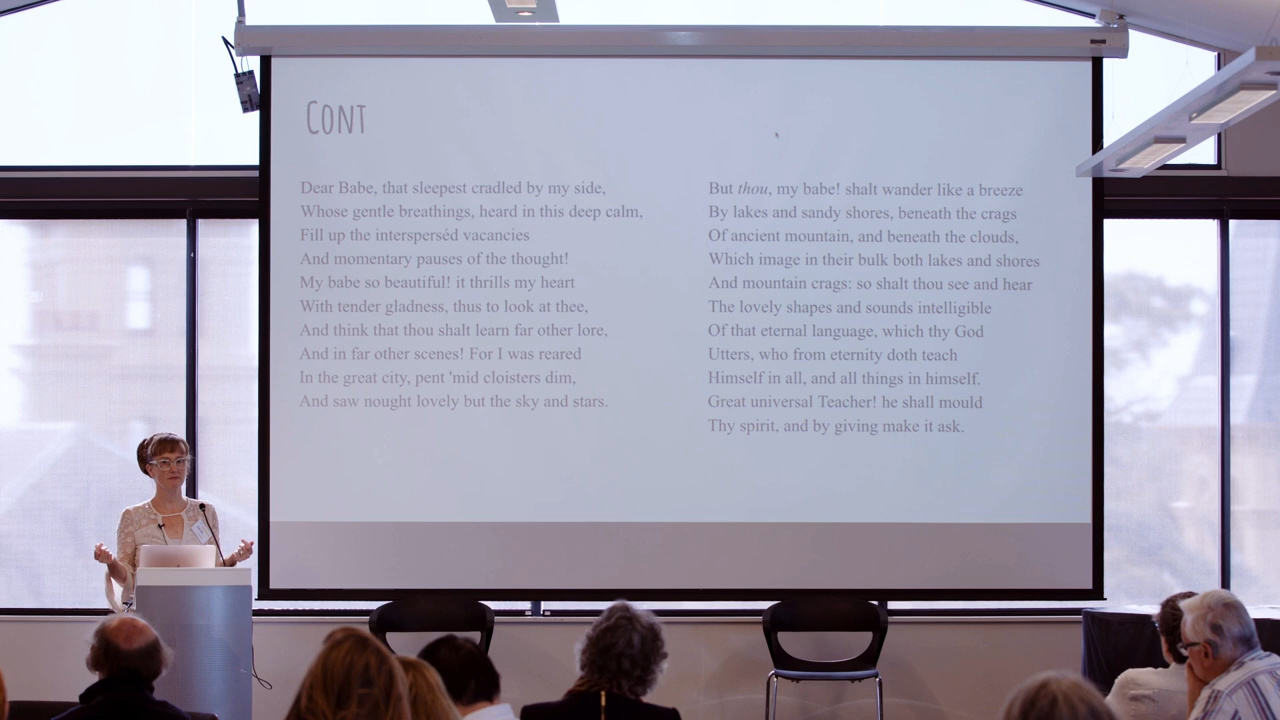 Cont
Dear Babe, that sleepest cradled by my side,
Whose gentle breathings, heard in this deep calm,
Fill up the intersperséd vacancies
And momentary pauses of the thought!
My babe so beautiful! it thrills my heart
With tender gladness, thus to look at thee,
And think that thou shalt learn far other lore,
And in far other scenes! For I was reared
In the great city, pent 'mid cloisters dim,
And saw nought lovely but the sky and stars.
But thou, my babe! shalt wander like a breeze
By lakes and sandy shores, beneath the crags
Of ancient mountain, and beneath the clouds,
Which image in their bulk both lakes and shores
And mountain crags: so shalt thou see and hear
The lovely shapes and sounds intelligible
Of that eternal language, which thy God
Utters, who from eternity doth teach
Himself in all, and all things in himself.
Great universal Teacher! he shall mould
Thy spirit, and by giving make it ask.